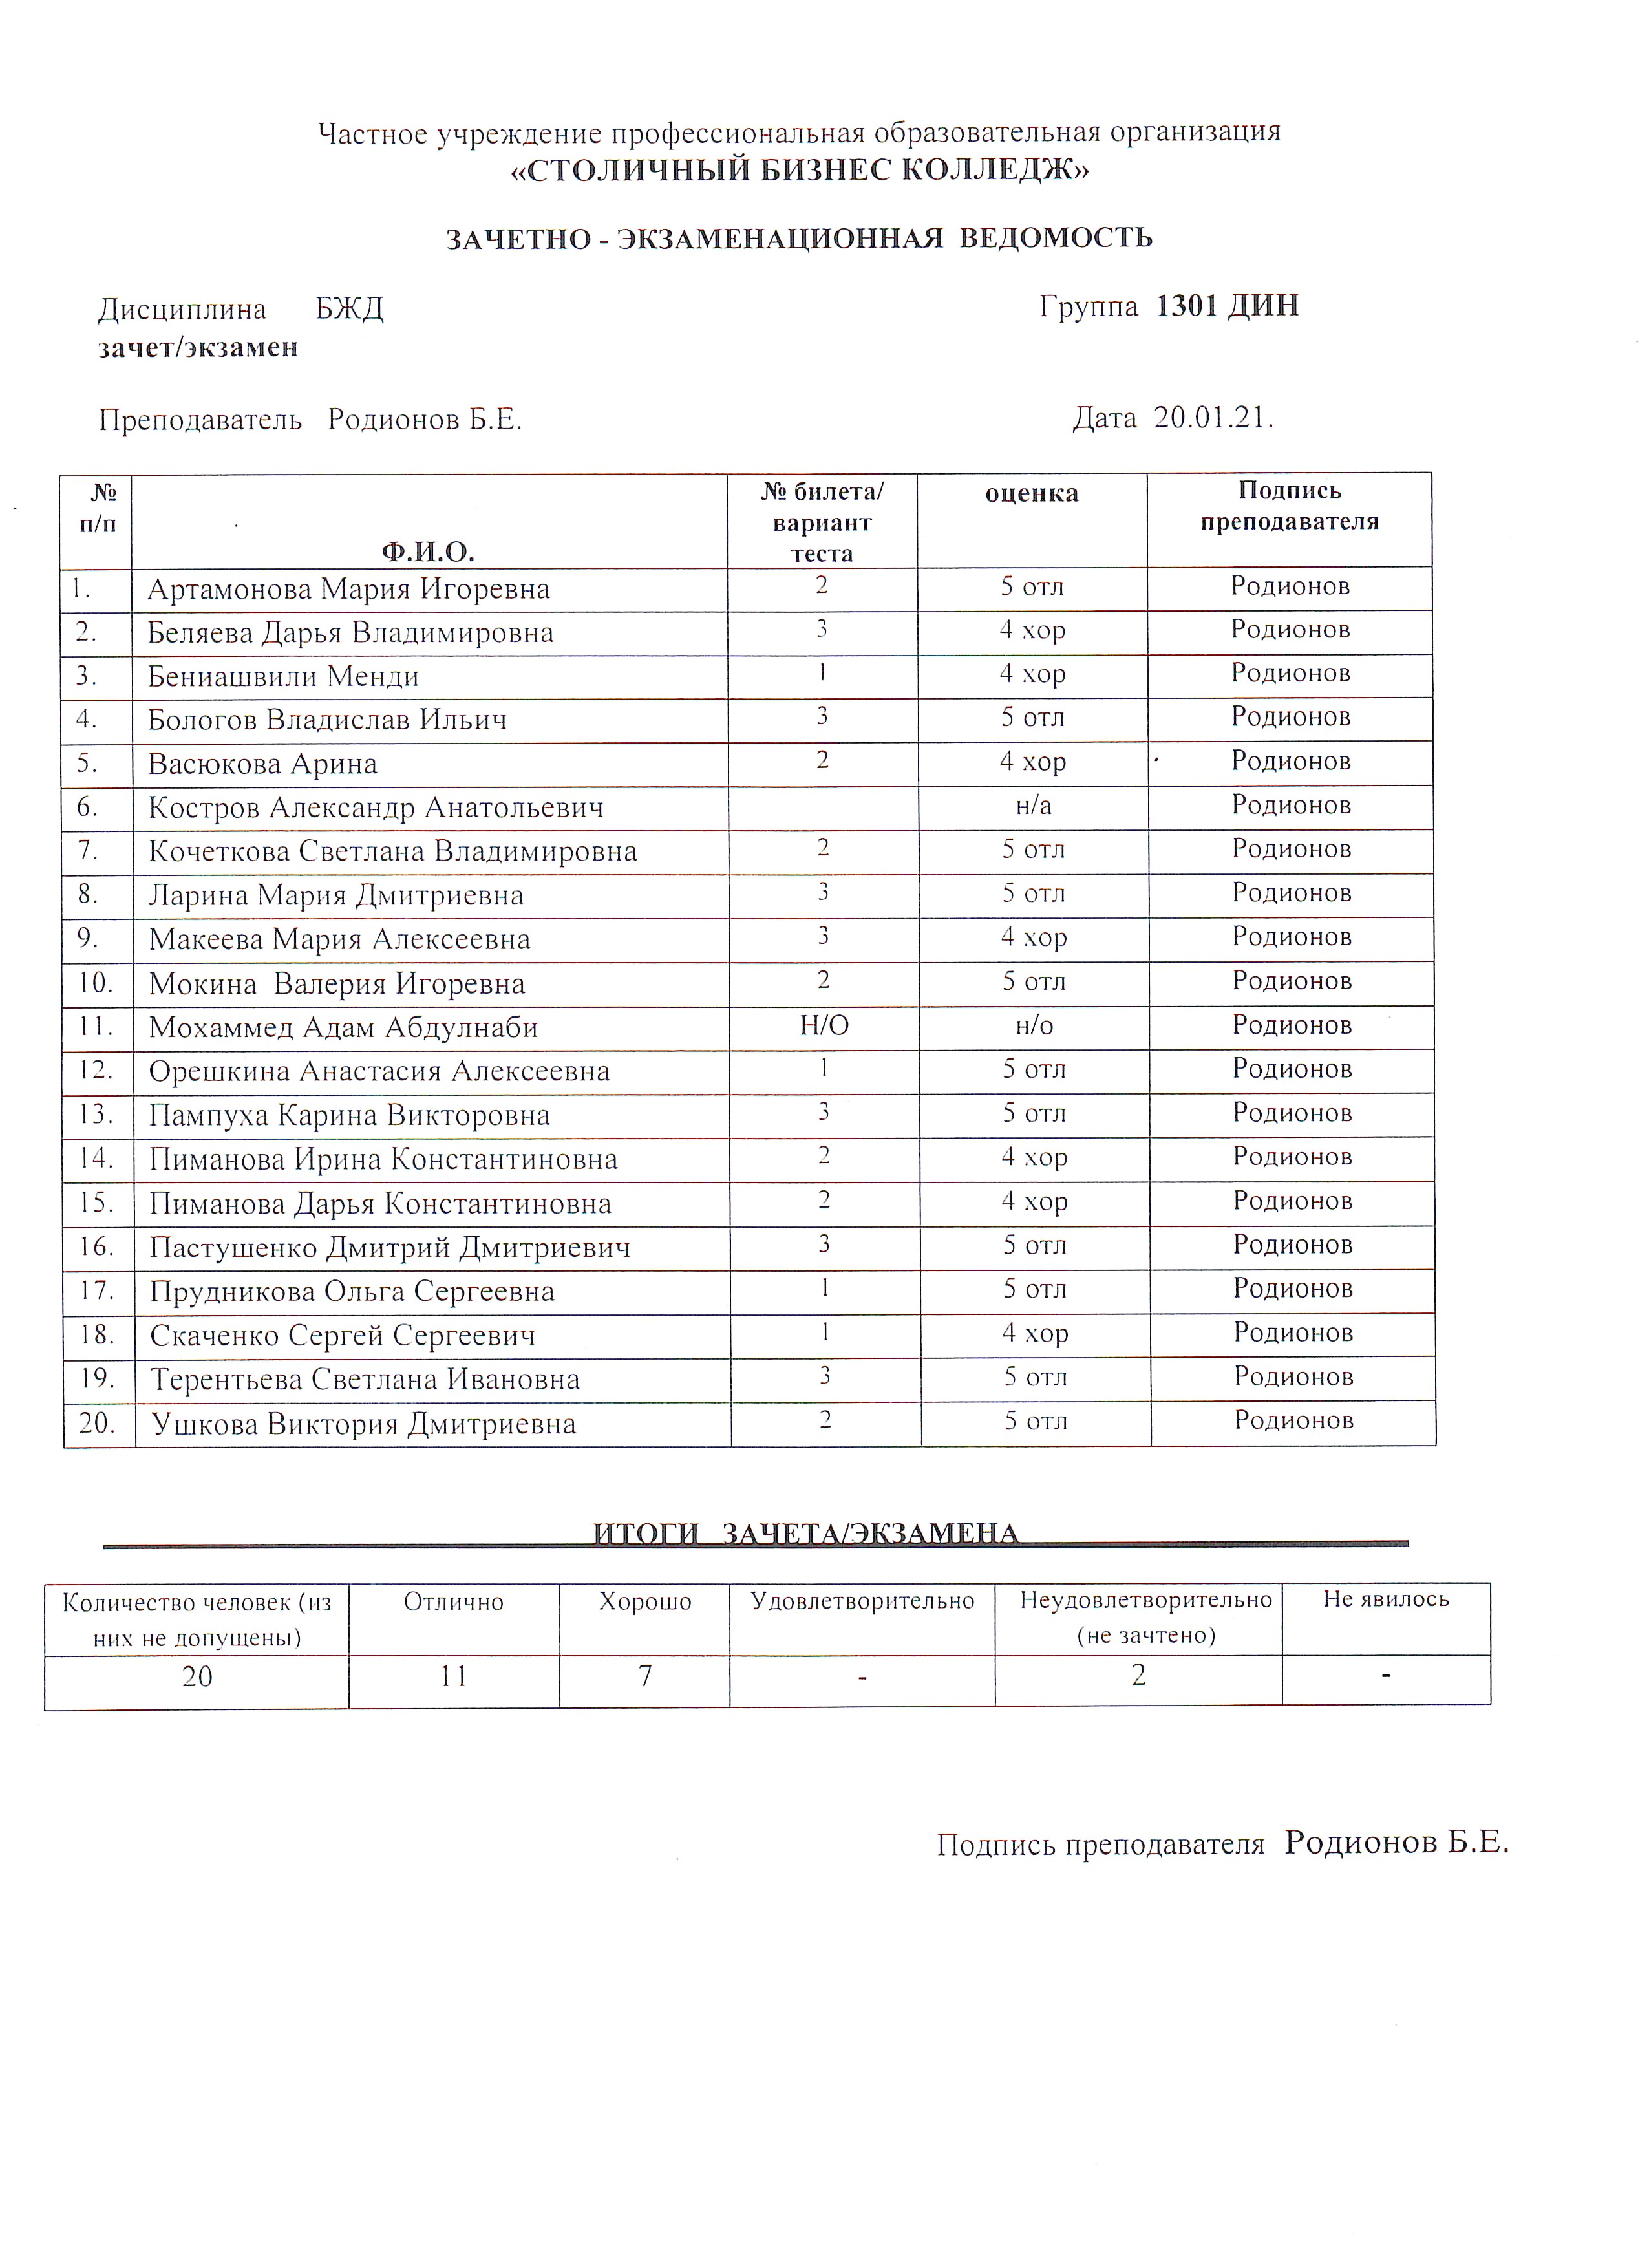 Частное учреждение профессиональная образовательная организация
«СТОЛИЧНЫЙ БИЗНЕС КОЛЛЕДЖ»
ЗАЧЕТНО - ЭКЗАМЕНАЦИОННАЯ ВЕДОМОСТЬ
Дисциплина БЖД Группа 1301 ДИН
зачет/экзамен
Преподаватель Родионов Б.Е. Дата 20.01.21.
№ п/п Ф.И.О. № билета/ вариант теста оценка Подпись преподавателя
1. Артамонова Мария Игоревна 2 5 отл Родионов
2. Беляева Дарья Владимировна 3 4 хор Родионов
3. Бениашвили Менди 1 4 хор Родионов
4. Бологов Владислав Ильич 3 5 отл Родионов
5. Васюкова Арина 2 4 хор Родионов
6. Костров Александр Анатольевич н/а Родионов
7. Кочеткова Светлана Владимировна 2 5 отл Родионов
8. Ларина Мария Дмитриевна 3 5 отл Родионов
9. Макеева Мария Алексеевна 3 4 хор Родионов
10. Мокина Валерия Игоревна 2 5 отл Родионов
11. Мохаммед Адам Абдулнаби Н/О н/о Родионов
12. Орешкина Анастасия Алексеевна 1 5 отл Родионов
13. Пампуха Карина Викторовна 3 5 отл Родионов
14. Пиманова Ирина Константиновна 2 4 хор Родионов
15. Пиманова Дарья Константиновна 2 4 хор Родионов
16. Пастушенко Дмитрий Дмитриевич 3 5 отл Родионов
17. Прудникова Ольга Сергеевна 1 5 отл Родионов
18. Скаченко Сергей Сергеевич 1 4 хор Родионов
19. Терентьева Светлана Ивановна 3 5 отл Родионов
20. Ушкова Виктория Дмитриевна 2 5 отл Родионов
ИТОГИ ЗАЧЕТА/ЭКЗАМЕНА
Количество человек (из них не допущены) Отлично Хорошо Удовлетворительно Неудовлетворительно (не зачтено) Не явилось
20 11 7 - 2 -
Подпись преподавателя Родионов Б.Е.